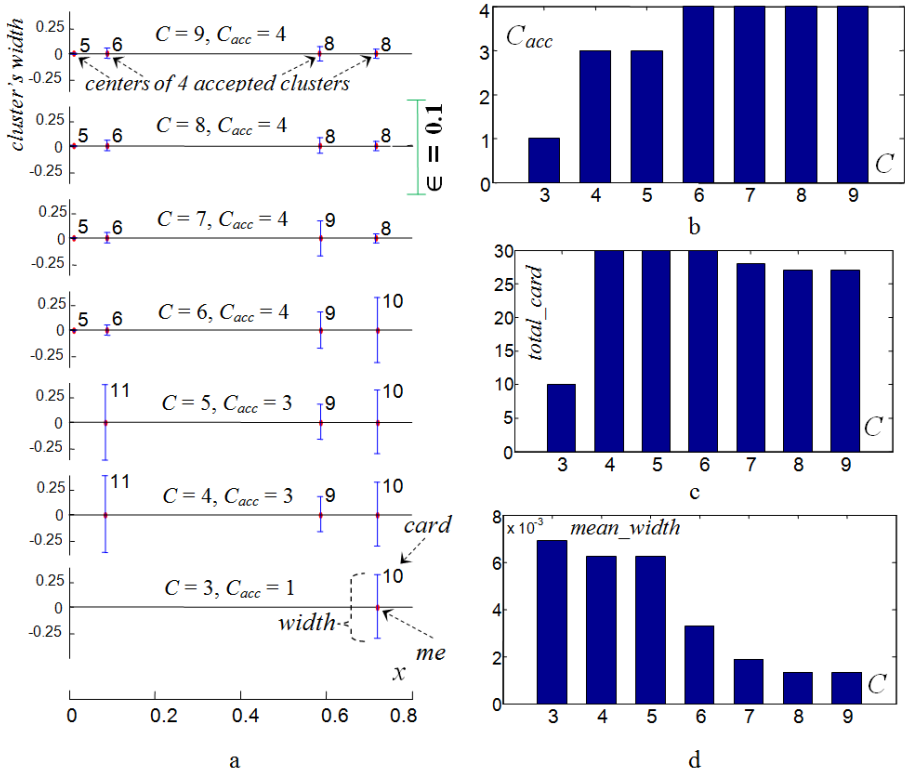 cluster's width
0.25
0
-0.25
5
6
C = 9, C_acc = 4
8
8
centers of 4 accepted clusters
0.25
0
-0.25
5
6
C = 8, C_acc = 4
8
8
ϵ = 0.1
0.25
0
-0.25
5
6
C = 7, C_acc = 4
9
8
0.25
0
-0.25
5
6
C = 6, C_acc = 4
9
10
0.25
0
-0.25
11
C = 5, C_acc = 3
9
10
0.25
0
-0.25
11
C = 4, C_acc = 3
9
10
card
0.25
0
-0.25
C = 3, C_acc = 1
10
width
me
x
0 0.2 0.4 0.6 0.8
a
4
3
2
1
0
C_acc
C
3 4 5 6 7 8 9
b
30
25
20
15
10
5
0
total_card
C
3 4 5 6 7 8 9
c
8
x 10^-3
mean_width
6
4
2
0
C
3 4 5 6 7 8 9
d